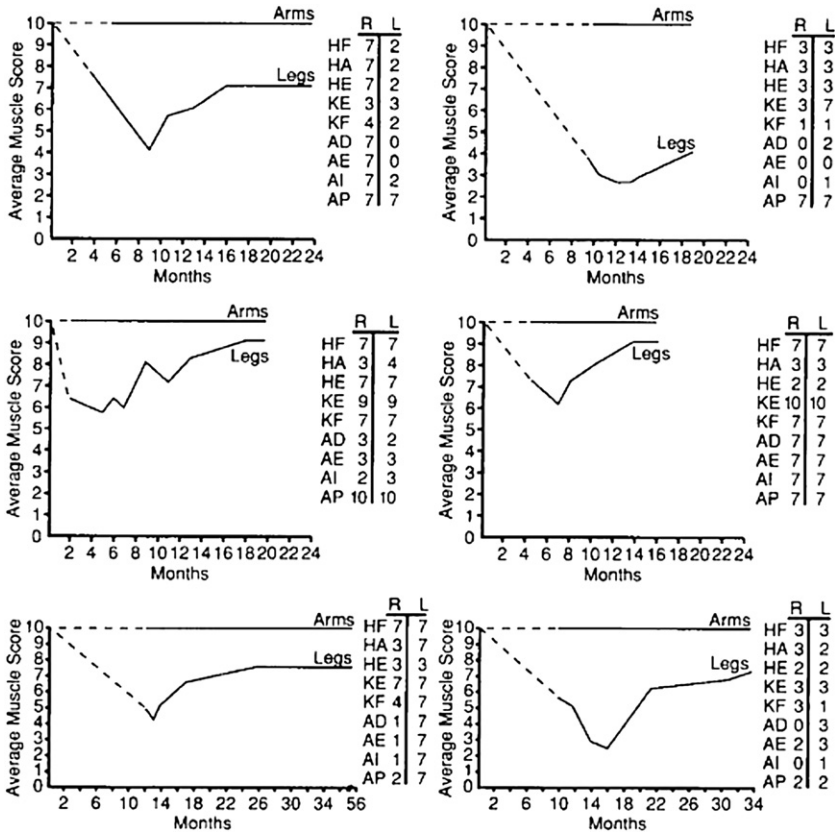 Average Muscle Score
10
9
8
7
6
5
4
3
2
1
0
Arms
Legs
2 4 6 8 10 12 14 16 18 20 22 24
Months
R L
HF 7 2
HA 7 2
HE 7 2
KE 3 3
KF 4 2
AD 7 0
AE 7 0
AI 7 2
AP 7 7
Average Muscle Score
10
9
8
7
6
5
4
3
2
1
0
Arms
Legs
2 4 6 8 10 12 14 16 18 20 22 24
Months
R L
HF 3 3
HA 3 3
HE 3 3
KE 3 7
KF 1 1
AD 0 2
AE 0 0
AI 0 1
AP 7 7
Average Muscle Score
10
9
8
7
6
5
4
3
2
1
0
Arms
Legs
2 4 6 8 10 12 14 16 18 20 22 24
Months
R L
HF 7 7
HA 3 4
HE 7 7
KE 9 9
KF 7 7
AD 3 2
AE 3 3
AI 2 3
AP 10 10
Average Muscle Score
10
9
8
7
6
5
4
3
2
1
0
Arms
Legs
2 4 6 8 10 12 14 16 18 20 22 24
Months
R L
HF 7 7
HA 3 3
HE 2 2
KE 10 10
KF 7 7
AD 7 7
AE 7 7
AI 7 7
AP 7 7
Average Muscle Score
10
9
8
7
6
5
4
3
2
1
0
Arms
Legs
2 6 10 14 18 22 26 30 34 56
Months
R L
HF 7 7
HA 3 7
HE 3 3
KE 7 7
KF 4 7
AD 1 7
AE 1 7
AI 1 7
AP 2 7
Average Muscle Score
10
9
8
7
6
5
4
3
2
1
0
Arms
Legs
2 6 10 14 18 22 26 34
Months
R L
HF 3 3
HA 3 2
HE 2 2
KE 3 3
KF 3 1
AD 0 3
AE 2 3
AI 0 1
AP 2 2